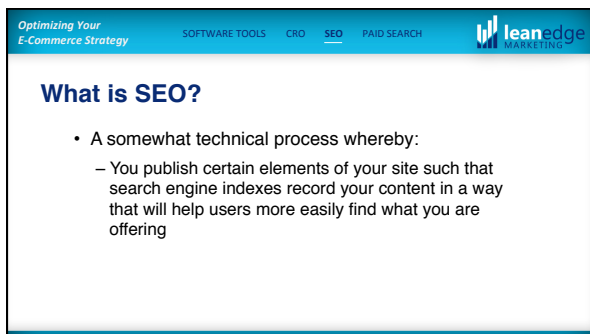 Optimizing Your
E-Commerce Strategy
SOFTWARE TOOLS CRO SEO PAID SEARCH
leanedge
MARKETING
What is SEO?
• A somewhat technical process whereby:
– You publish certain elements of your site such that
search engine indexes record your content in a way
that will help users more easily find what you are
offering